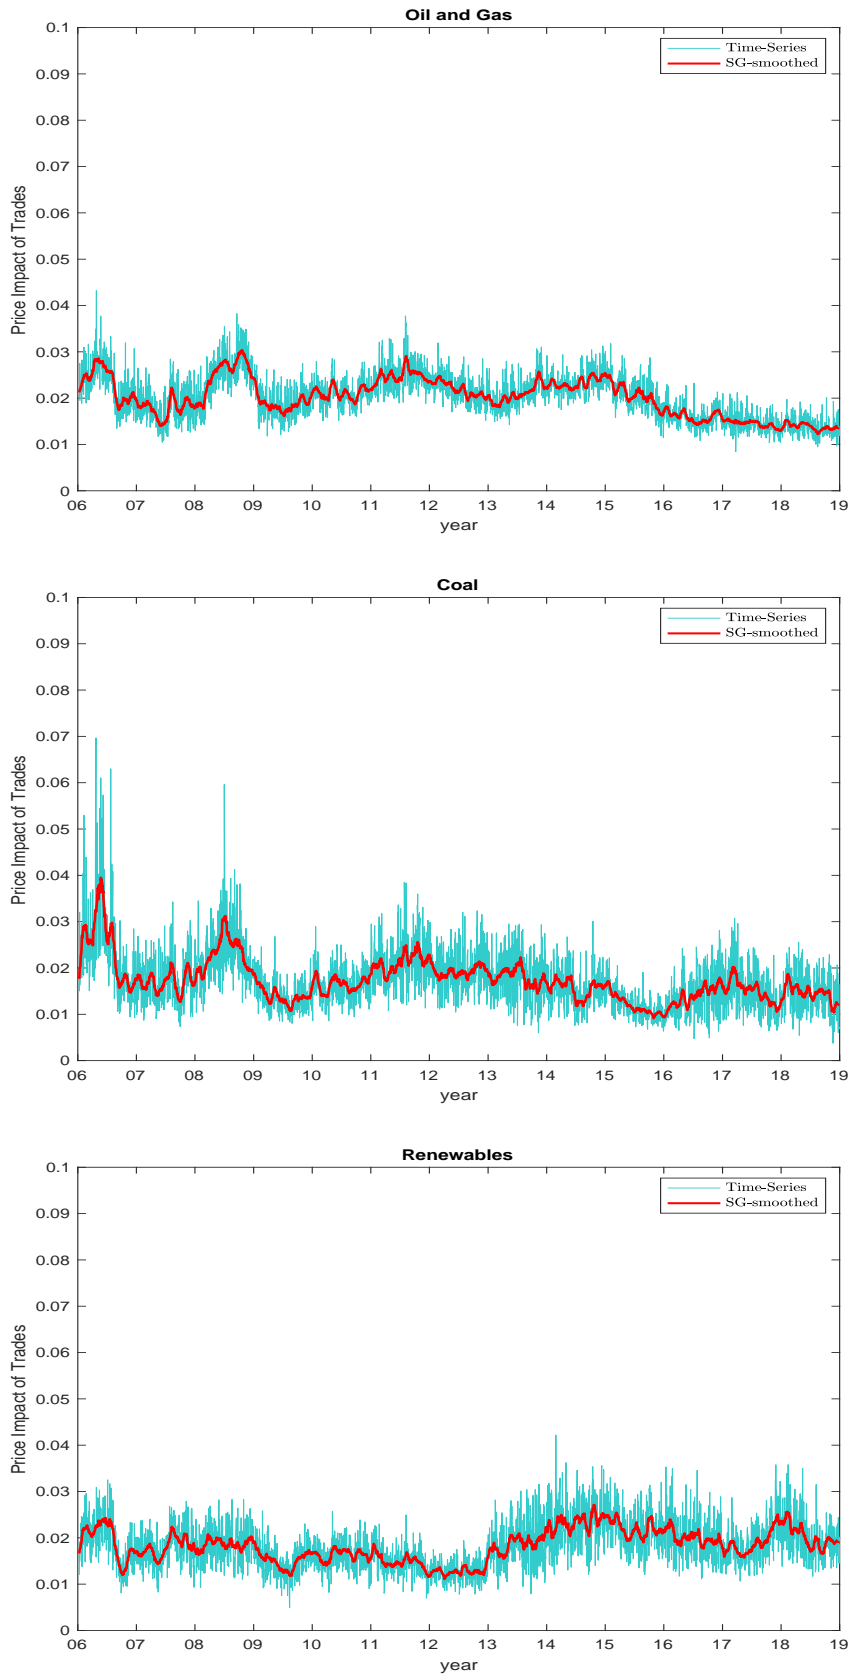 Oil and Gas
0.1
0.09
0.08
0.07
0.06
0.05
0.04
0.03
0.02
0.01
0
Price Impact of Trades
Time-Series
SG-smoothed
06 07 08 09 10 11 12 13 14 15 16 17 18 19
year
Coal
0.1
0.09
0.08
0.07
0.06
0.05
0.04
0.03
0.02
0.01
0
Price Impact of Trades
Time-Series
SG-smoothed
06 07 08 09 10 11 12 13 14 15 16 17 18 19
year
Renewables
0.1
0.09
0.08
0.07
0.06
0.05
0.04
0.03
0.02
0.01
0
Price Impact of Trades
Time-Series
SG-smoothed
06 07 08 09 10 11 12 13 14 15 16 17 18 19
year